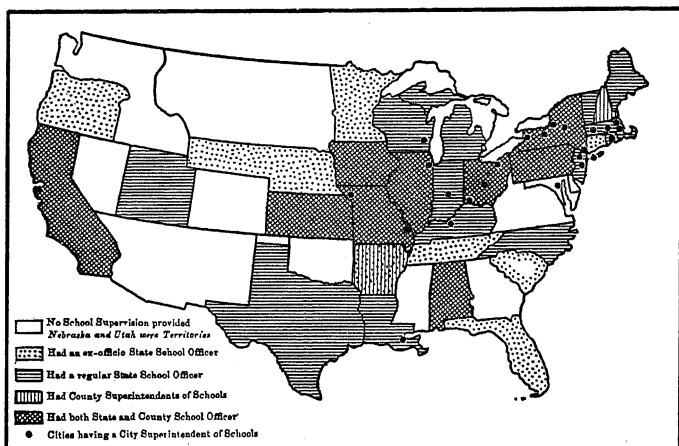 No School Supervision provided
Nebraska and Utah were Territories
Had an ex-officio State School Officer
Had a regular State School Officer
Had County Superintendents of Schools
Had both State and County School Officer
Cities having a City Superintendent of Schools